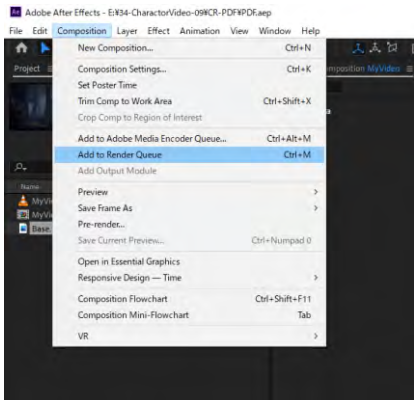 Adobe After Effects - E:¥34-CharactorVideo-09¥CR-PDF¥PDF.aep
File Edit Composition Layer Effect Animation View Window Help
Project
New Composition... Ctrl+N
Composition Settings... Ctrl+K
Set Poster Time
Trim Comp to Work Area Ctrl+Shift+X
Crop Comp to Region of Interest
Add to Adobe Media Encoder Queue... Ctrl+Alt+M
Add to Render Queue Ctrl+M
Add Output Module
Preview
Save Frame As
Pre-render...
Save Current Preview... Ctrl+Numpad 0
Open in Essential Graphics
Responsive Design — Time
Composition Flowchart Ctrl+Shift+F11
Composition Mini-Flowchart Tab
VR
mposition MyVideo
Name
MyVi
MyVi
Base